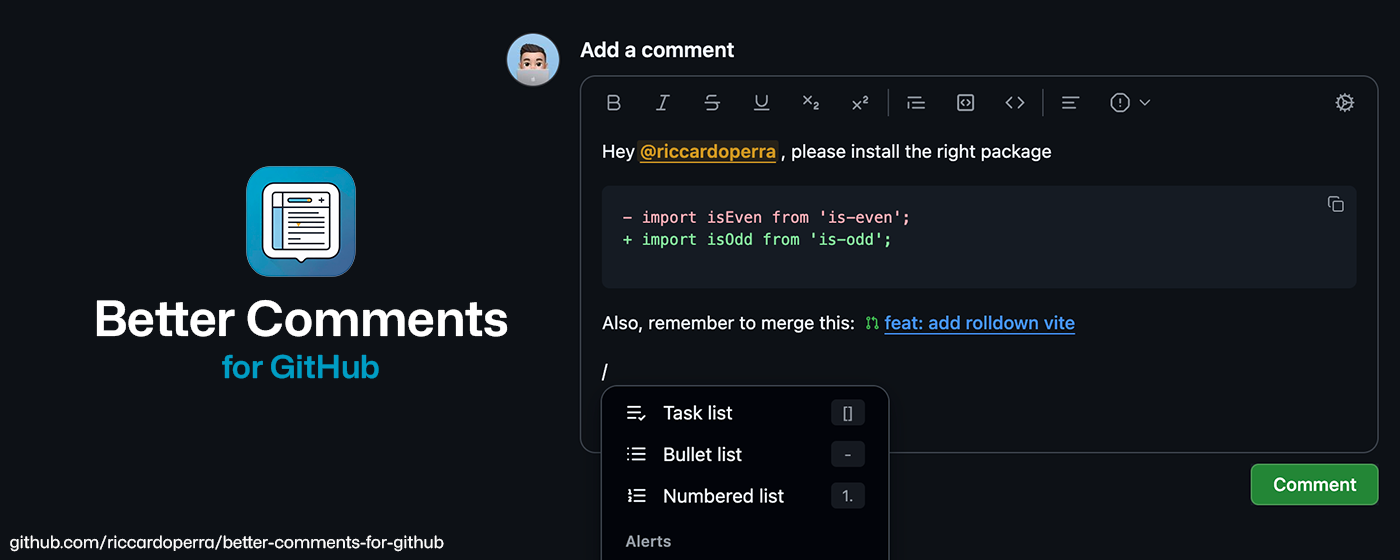 Better Comments
for GitHub
github.com/riccardoperra/better-comments-for-github
Add a comment
B I S U X2 x2
Hey @riccardoperra , please install the right package
- import isEven from 'is-even';
+ import isOdd from 'is-odd';
Also, remember to merge this: feat: add rolldown vite
/
Task list []
Bullet list -
Numbered list 1.
Alerts
Comment